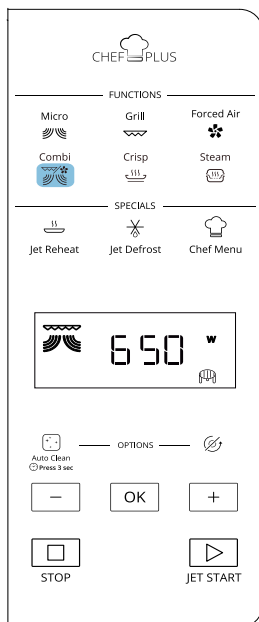 CHEF PLUS
FUNCTIONS
Micro Grill Forced Air
Combi Crisp Steam
SPECIALS
Jet Reheat Jet Defrost Chef Menu
650 W
Auto Clean OPTIONS
Press 3 sec
− OK +
STOP JET START